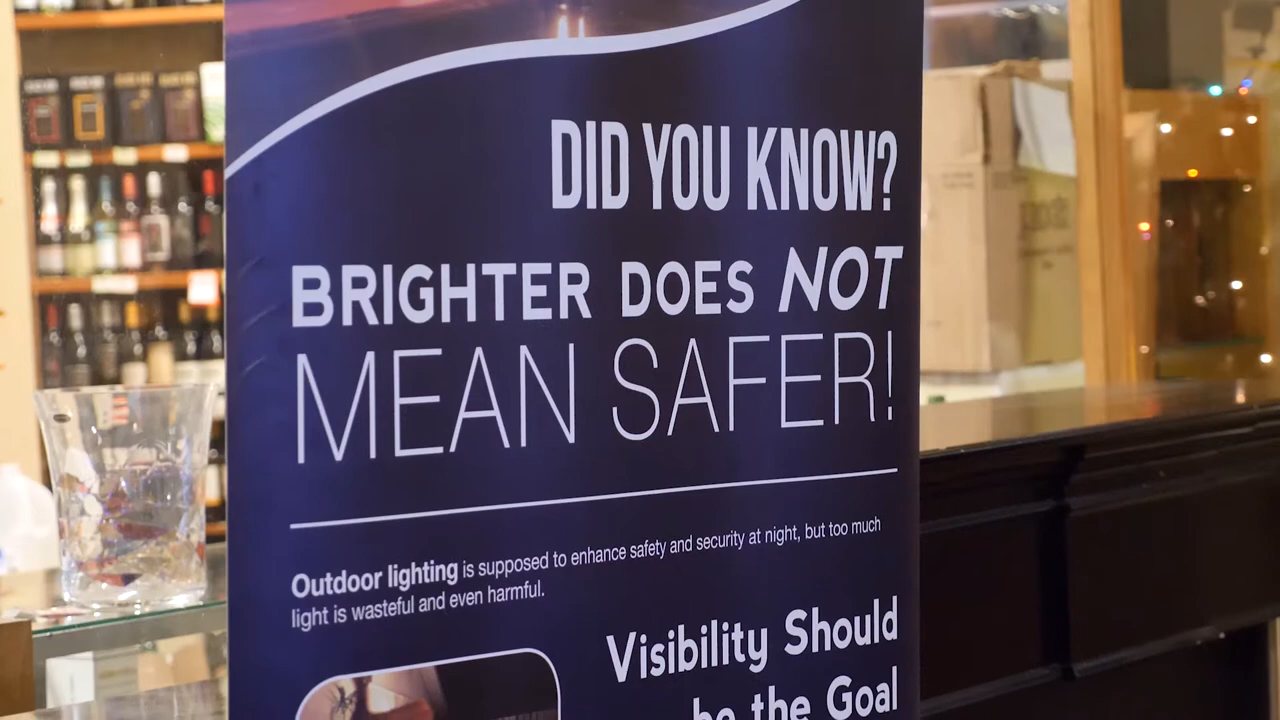 DID YOU KNOW?
BRIGHTER DOES NOT
MEAN SAFER!
Outdoor lighting is supposed to enhance safety and security at night, but too much
light is wasteful and even harmful.
Visibility Should
be the Goal